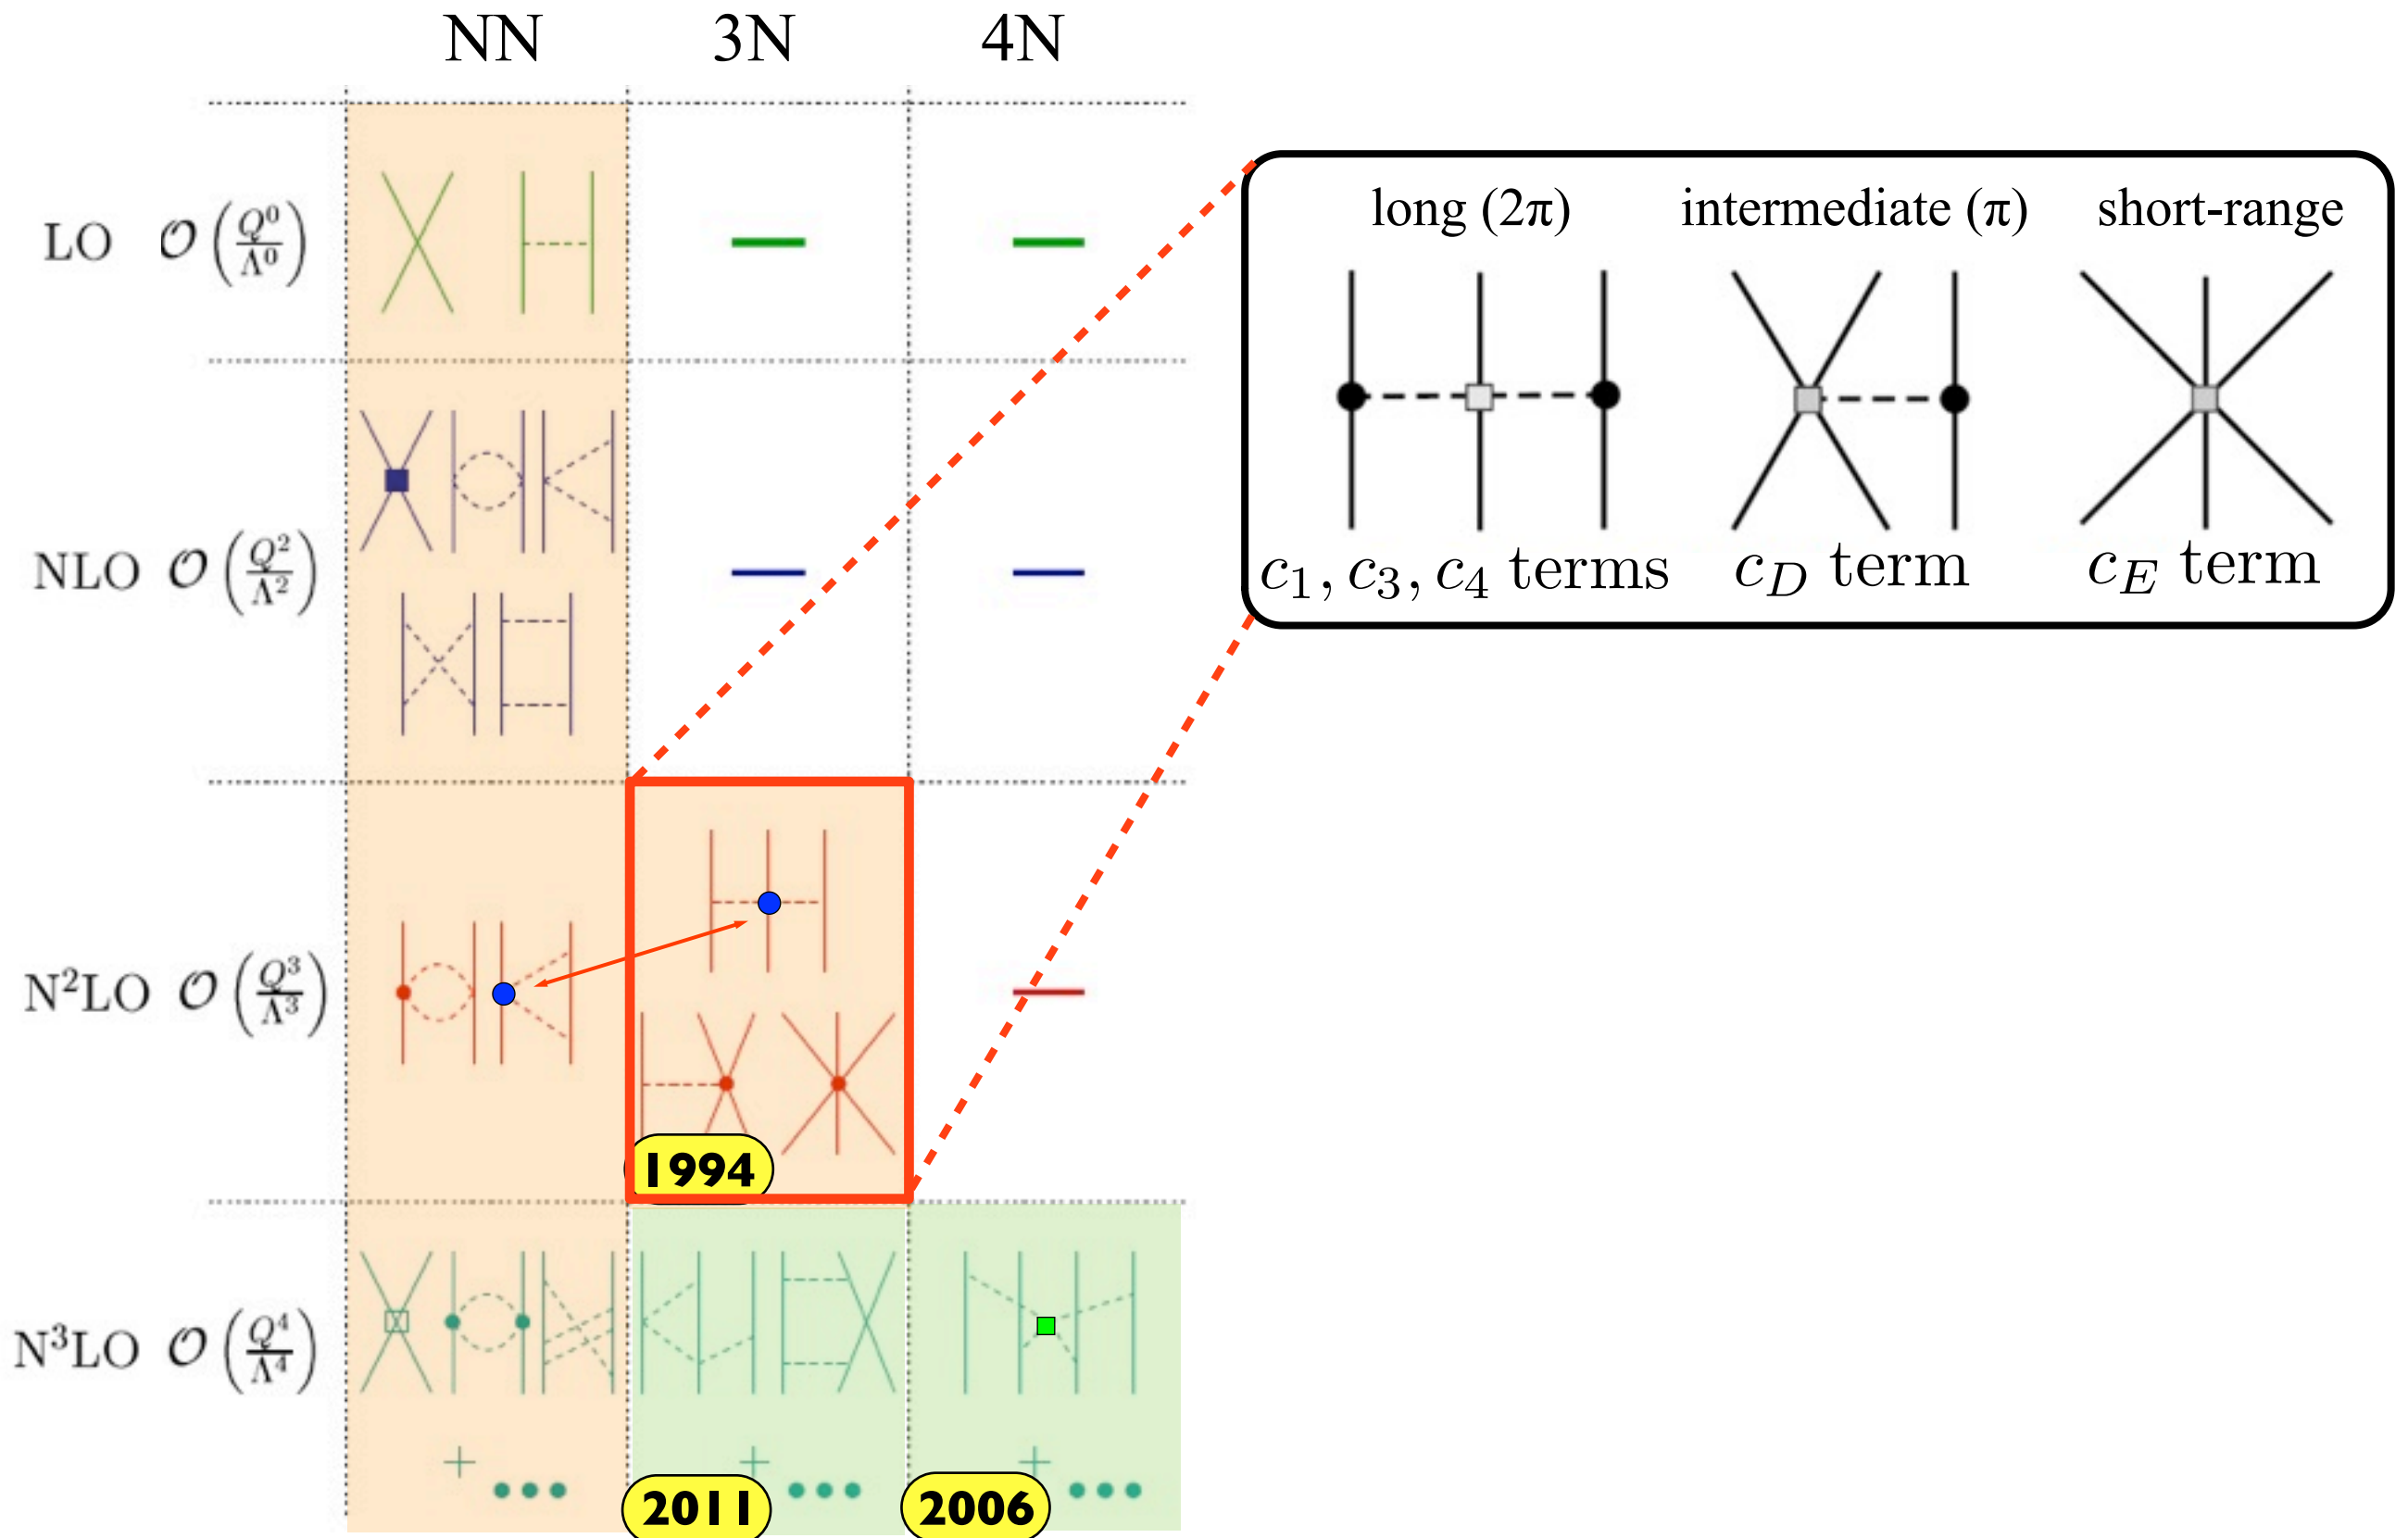 NN 3N 4N
LO 𝒪(Q⁰/Λ⁰)
long (2π) intermediate (π) short-range
c₁, c₃, c₄ terms c_D term c_E term
NLO 𝒪(Q²/Λ²)
N²LO 𝒪(Q³/Λ³)
1994
N³LO 𝒪(Q⁴/Λ⁴)
+ ••• + ••• + •••
2011 2006